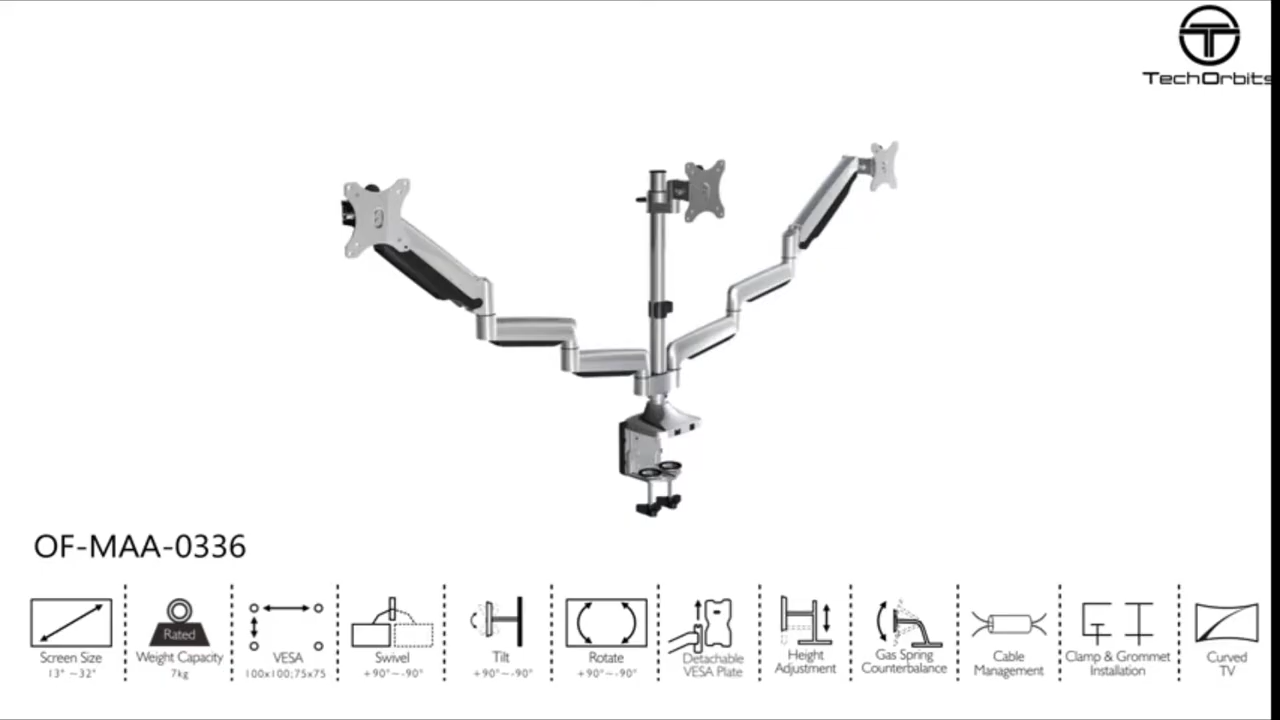 TechOrbits
OF-MAA-0336
Rated
Screen Size
13" ~32"
Weight Capacity
7kg
VESA
100x100;75x75
Swivel
+90°~-90°
Tilt
+90°~-90°
Rotate
+90°~-90°
Detachable
VESA Plate
Height
Adjustment
Gas Spring
Counterbalance
Cable
Management
Clamp & Grommet
Installation
Curved
TV